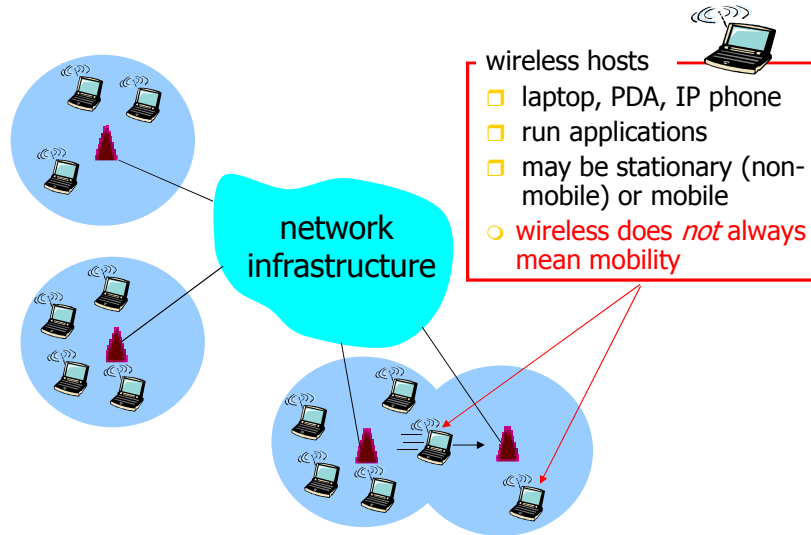 wireless hosts
laptop, PDA, IP phone
run applications
may be stationary (non-
mobile) or mobile
wireless does not always
mean mobility
network
infrastructure